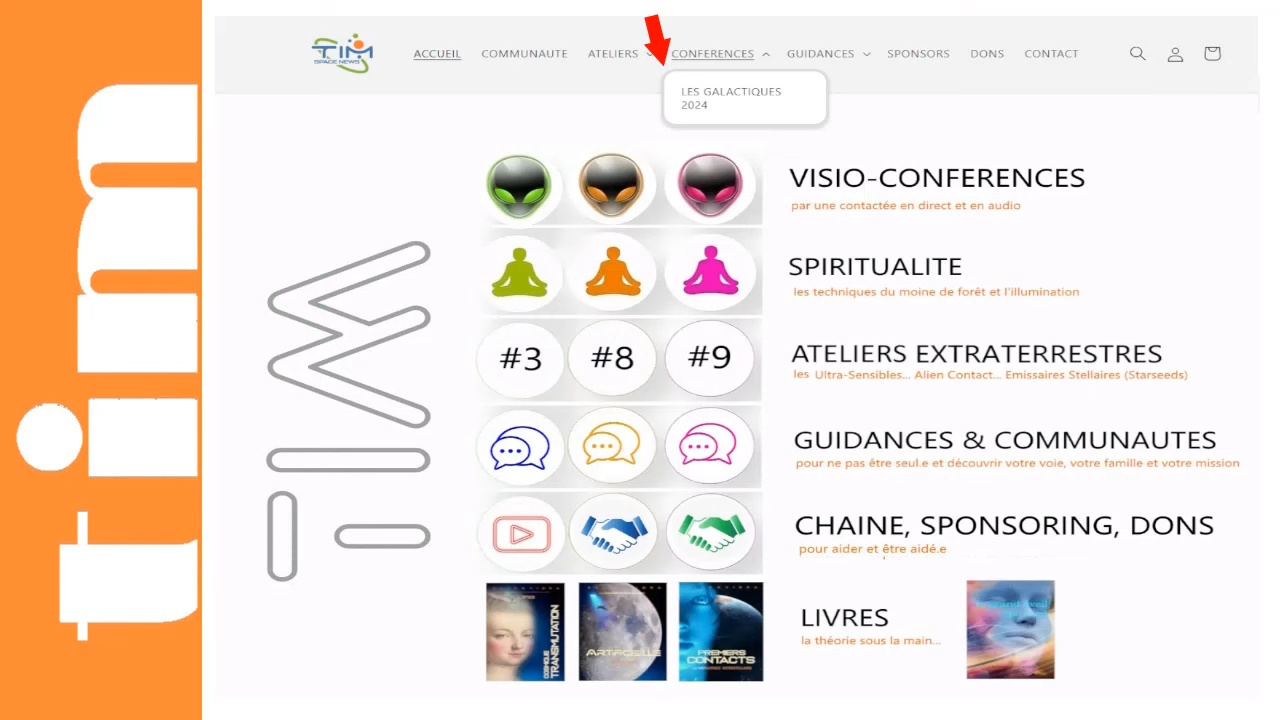 tim
TIM
SPACE NEWS
ACCUEIL COMMUNAUTE ATELIERS CONFERENCES GUIDANCES SPONSORS DONS CONTACT
LES GALACTIQUES
2024
TIM
VISIO-CONFERENCES
par une contactée en direct et en audio
SPIRITUALITE
les techniques du moine de forêt et l'illumination
#3 #8 #9
ATELIERS EXTRATERRESTRES
les Ultra-Sensibles... Alien Contact... Emissaires Stellaires (Starseeds)
GUIDANCES & COMMUNAUTES
pour ne pas être seul.e et découvrir votre voie, votre famille et votre mission
CHAINE, SPONSORING, DONS
pour aider et être aidé.e
LIVRES
la théorie sous la main...
TRANSMUTATION
ARTIFICIELLE
PREMIERS
CONTACTS